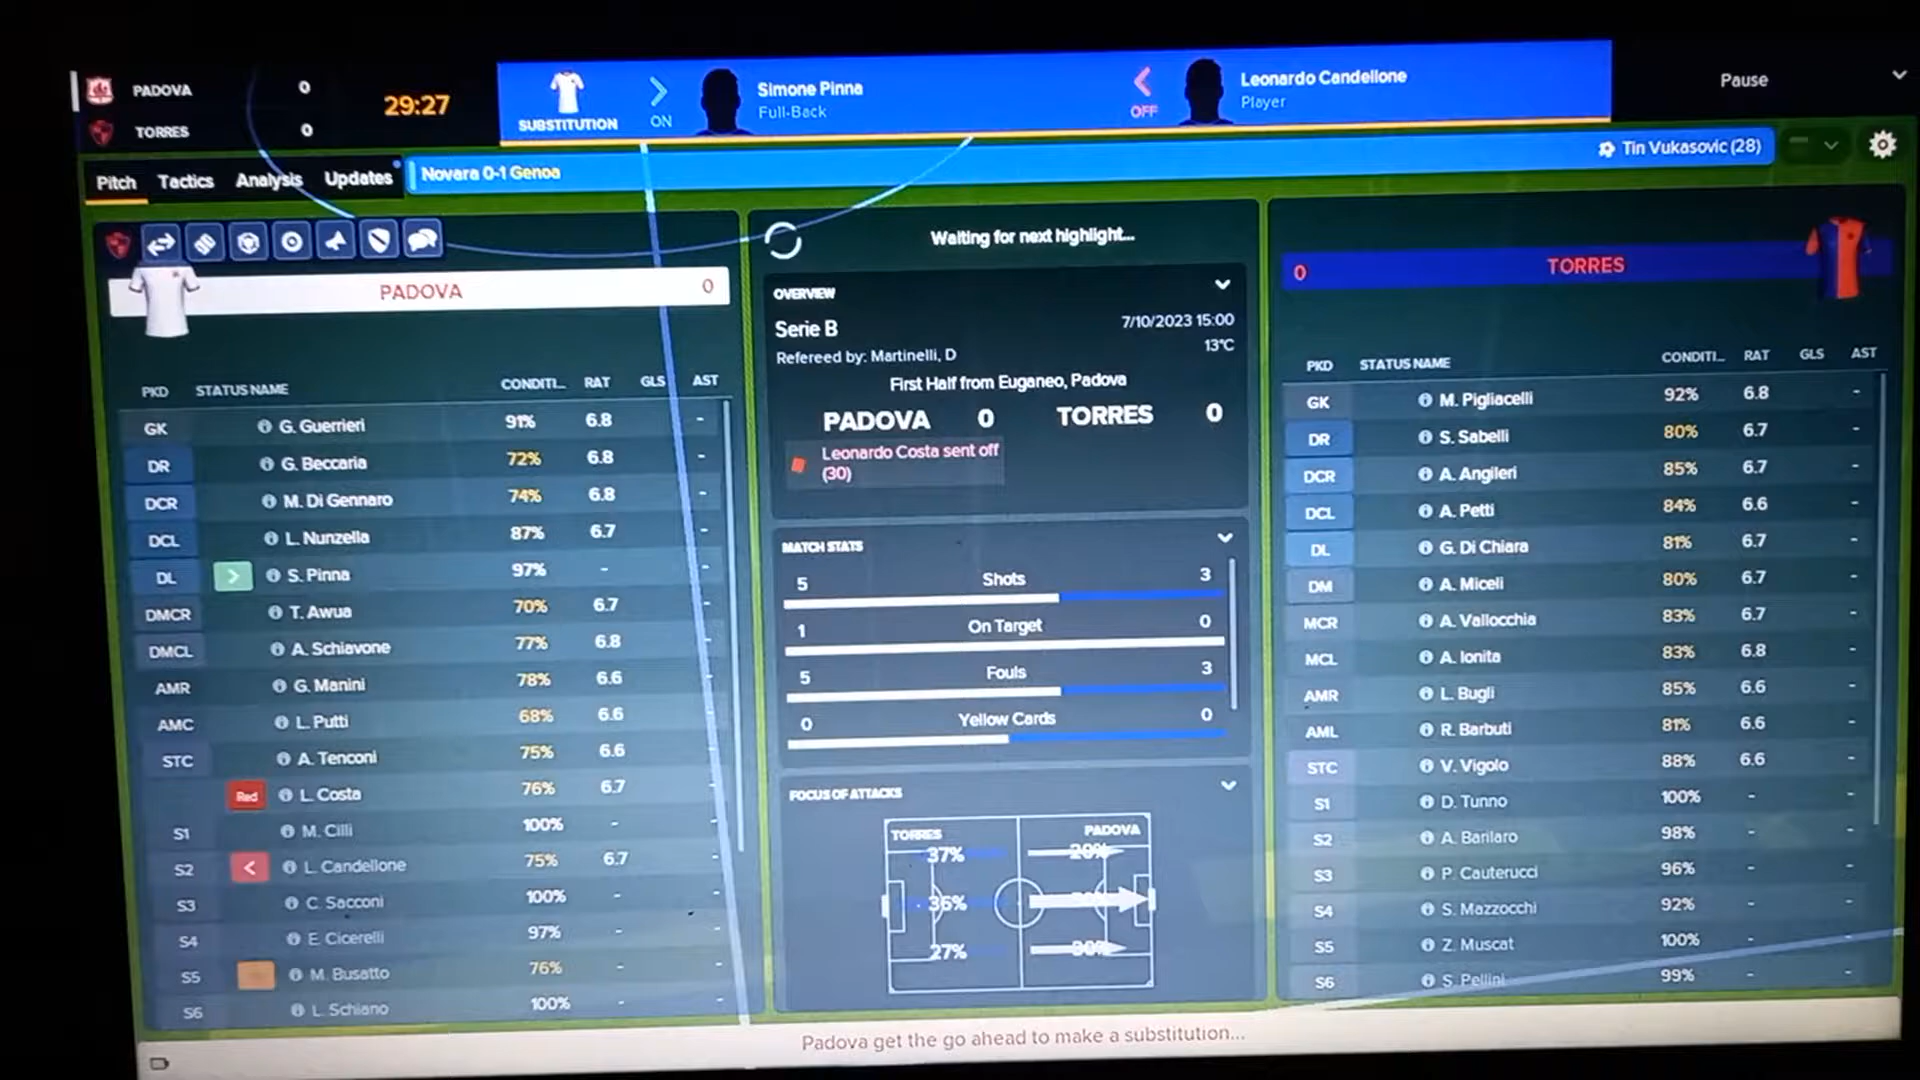 PADOVA 0
TORRES 0
29:27
SUBSTITUTION
ON
Simone Pinna
Full-Back
OFF
Leonardo Candellone
Player
Pause
Pitch Tactics Analysis Updates
Novara 0-1 Genoa
Tin Vukasovic (28)
PADOVA 0
PKD STATUS NAME CONDITI... RAT GLS AST
GK G. Guerrieri 91% 6.8 -
DR G. Beccaria 72% 6.8 -
DCR M. Di Gennaro 74% 6.8 -
DCL L. Nunzella 87% 6.7 -
DL S. Pinna 97% - -
DMCR T. Awua 70% 6.7 -
DMCL A. Schiavone 77% 6.8 -
AMR G. Manini 78% 6.6 -
AMC L. Putti 68% 6.6 -
STC A. Tenconi 75% 6.6 -
Red L. Costa 76% 6.7 -
S1 M. Cilli 100% - -
S2 L. Candellone 75% 6.7 -
S3 C. Sacconi 100% - -
S4 E. Cicerelli 97% - -
S5 M. Busatto 76% - -
S6 L. Schiano 100% - -
Waiting for next highlight...
OVERVIEW
Serie B 7/10/2023 15:00
Refereed by: Martinelli, D 13°C
First Half from Euganeo, Padova
PADOVA 0 TORRES 0
Leonardo Costa sent off
(30)
MATCH STATS
5 Shots 3
1 On Target 0
5 Fouls 3
0 Yellow Cards 0
FOCUS OF ATTACKS
TORRES PADOVA
37%
36%
27%
0 TORRES
PKD STATUS NAME CONDITI... RAT GLS AST
GK M. Pigliacelli 92% 6.8 -
DR S. Sabelli 80% 6.7 -
DCR A. Angileri 85% 6.7 -
DCL A. Petti 84% 6.6 -
DL G. Di Chiara 81% 6.7 -
DM A. Miceli 80% 6.7 -
MCR A. Vallocchia 83% 6.7 -
MCL A. Ionita 83% 6.8 -
AMR L. Bugli 85% 6.6 -
AML R. Barbuti 81% 6.6 -
STC V. Vigolo 88% 6.6 -
S1 D. Tunno 100% - -
S2 A. Barilaro 98% - -
S3 P. Cauterucci 96% - -
S4 S. Mazzocchi 92% - -
S5 Z. Muscat 100% - -
S6 S. Pellini 99% - -
Padova get the go ahead to make a substitution...